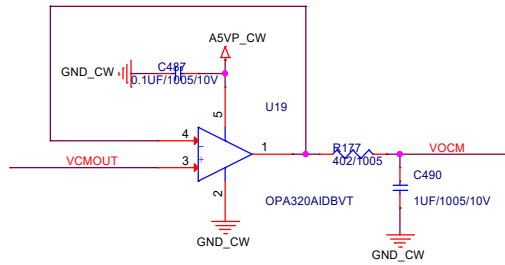 A5VP_CW
C487
GND_CW
0.1UF/1005/10V
U19
5
4
-
1
R177
402/1005
VOCM
VCMOUT
3
+
C490
1UF/1005/10V
2
OPA320AIDBVT
GND_CW
GND_CW